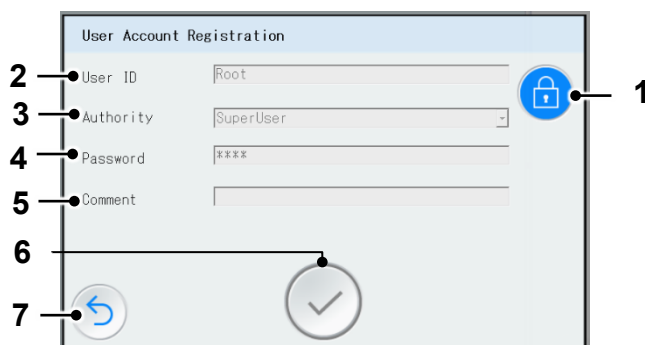 User Account Registration
2 User ID Root 1
3 Authority SuperUser
4 Password ****
5 Comment
6
7